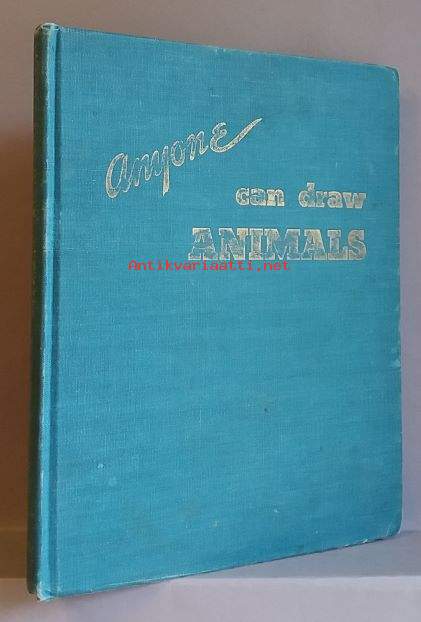 Anyone
can draw
ANIMALS
Antikvariaatti.net